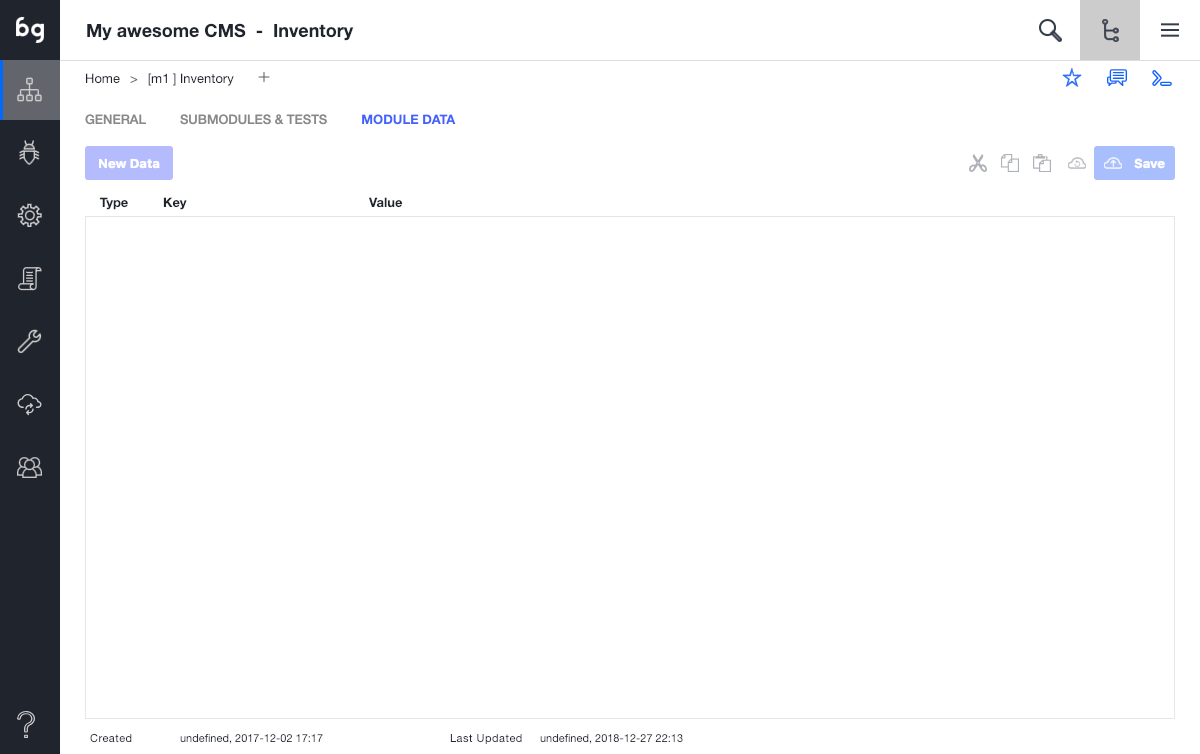 bg
My awesome CMS - Inventory
Home > [m1 ] Inventory +
GENERAL SUBMODULES & TESTS MODULE DATA
New Data Save
Type Key Value
Created undefined, 2017-12-02 17:17 Last Updated undefined, 2018-12-27 22:13